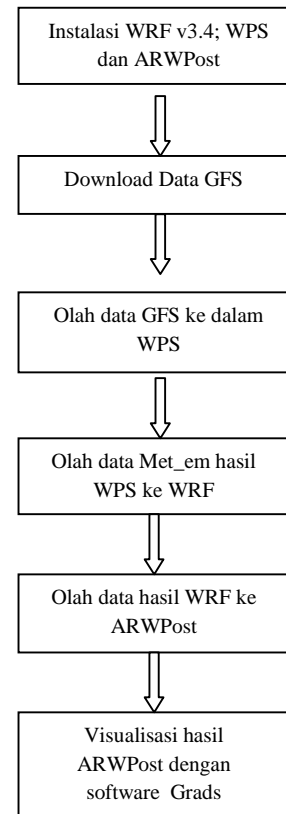 Instalasi WRF v3.4; WPS
dan ARWPost
Download Data GFS
Olah data GFS ke dalam
WPS
Olah data Met_em hasil
WPS ke WRF
Olah data hasil WRF ke
ARWPost
Visualisasi hasil
ARWPost dengan
software Grads